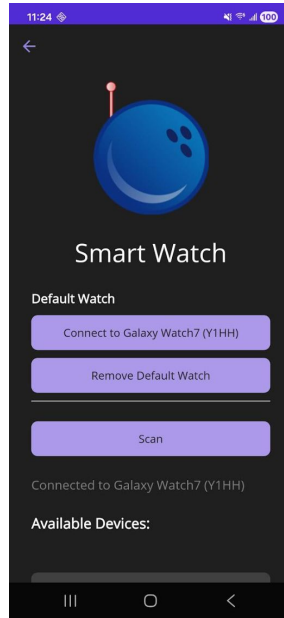 11:24
100
Smart Watch
Default Watch
Connect to Galaxy Watch7 (Y1HH)
Remove Default Watch
Scan
Connected to Galaxy Watch7 (Y1HH)
Available Devices: